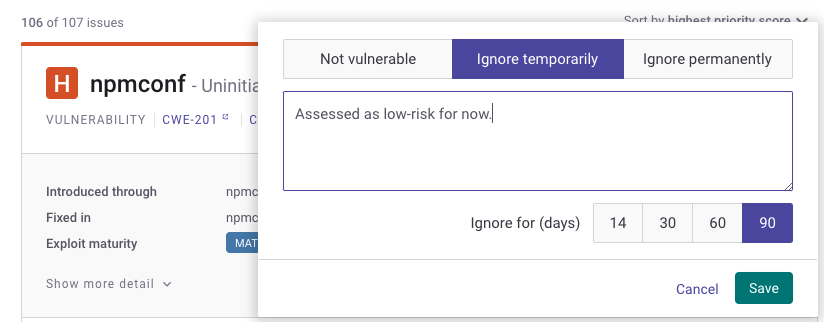 106 of 107 issues
Sort by highest priority score
Not vulnerable
Ignore temporarily
Ignore permanently
H npmconf - Uninitia
Assessed as low-risk for now.
VULNERABILITY CWE-201 C
Introduced through npmc
Fixed in npmc
Ignore for (days) 14 30 60 90
Exploit maturity MAT
Show more detail
Cancel Save